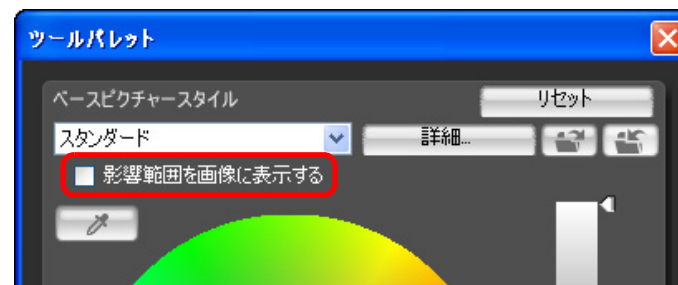 ツールパレット
ベースピクチャースタイル
リセット
スタンダード
詳細...
影響範囲を画像に表示する